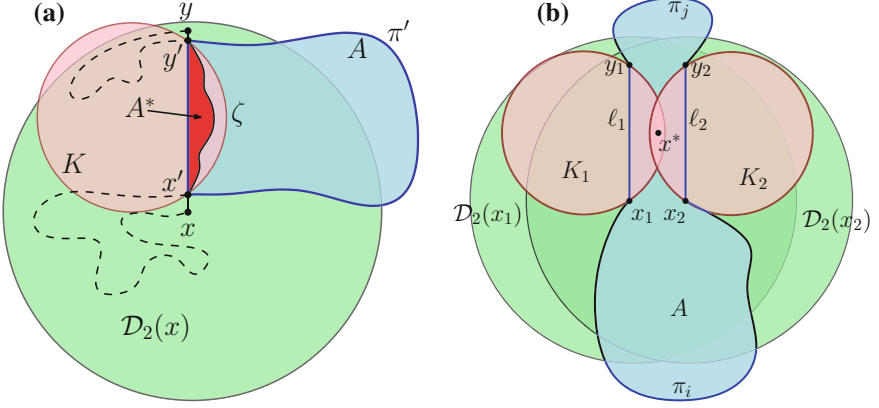 (a)
y
π′
y′
A
A*
ζ
K
x′
x
𝒟₂(x)
(b)
πⱼ
y₁
y₂
ℓ₁
ℓ₂
x*
K₁
K₂
x₁
x₂
𝒟₂(x₁)
𝒟₂(x₂)
A
πᵢ